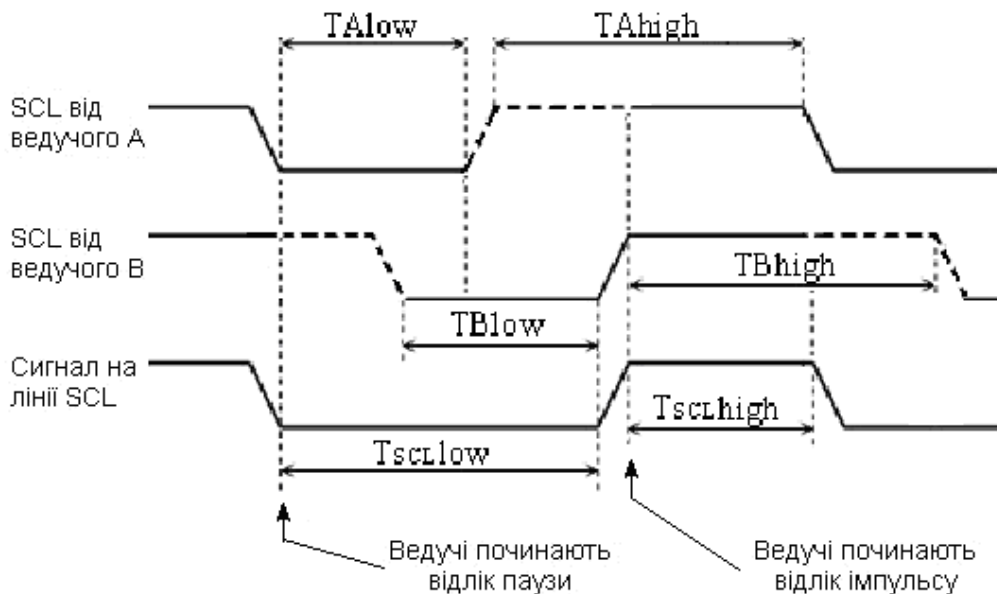 TAlow
TAhigh
SCL від
ведучого А
SCL від
ведучого В
TBhigh
TBlow
Сигнал на
лінії SCL
TSCLhigh
TSCLlow
Ведучі починають
відлік паузи
Ведучі починають
відлік імпульсу